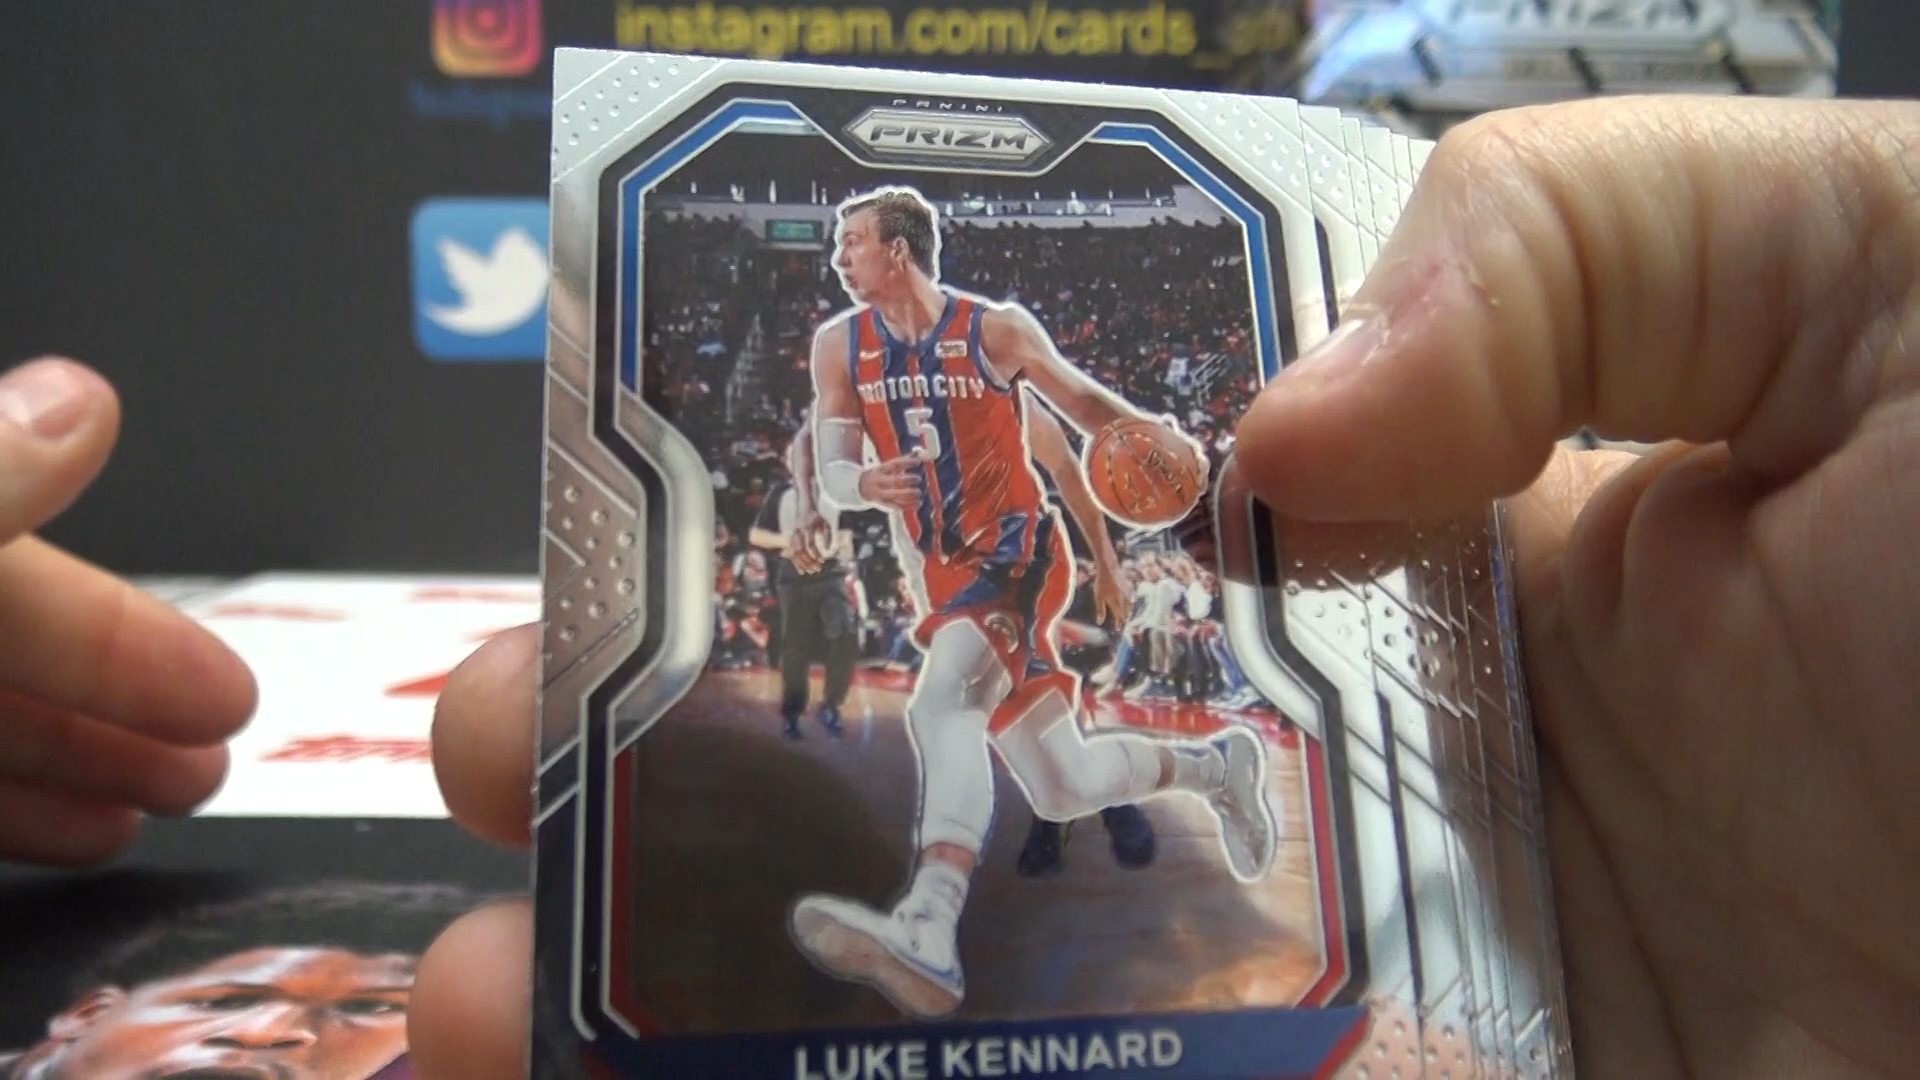 instagram.com/cards_
PRIZM
PANINI
PRIZM
MOTOR CITY
5
LUKE KENNARD